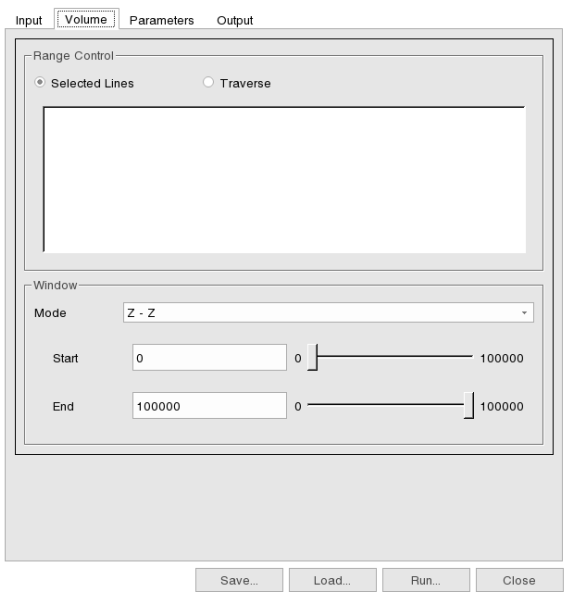 Input Volume Parameters Output
Range Control
Selected Lines Traverse
Window
Mode Z - Z
Start 0 0 100000
End 100000 0 100000
Save... Load... Run... Close